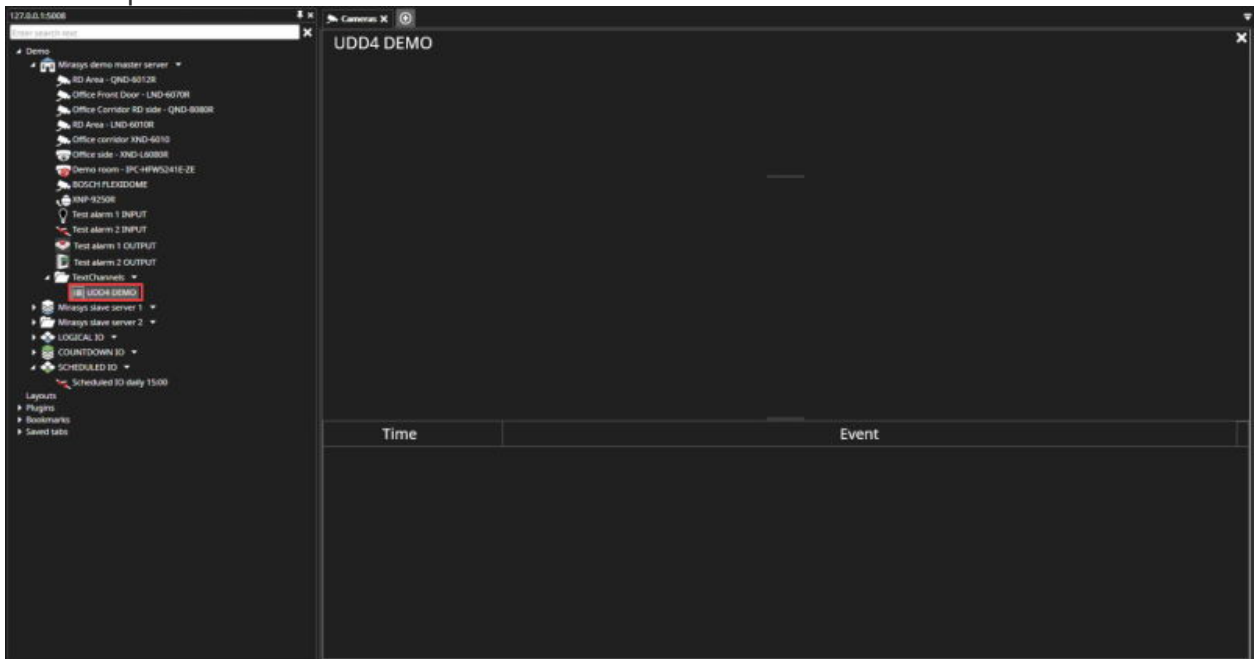 127.0.0.1:5008
Enter search text
Demo
Mirasys demo master server
RD Area - QND-6012R
Office Front Door - LND-6070R
Office Corridor RD side - QND-8080R
RD Area - LND-6010R
Office corridor XND-6010
Office side - XND-L6080R
Demo room - IPC-HFW5241E-ZE
BOSCH FLEXIDOME
XNP-9250R
Test alarm 1 INPUT
Test alarm 2 INPUT
Test alarm 1 OUTPUT
Test alarm 2 OUTPUT
TextChannels
UDD4 DEMO
Mirasys slave server 1
Mirasys slave server 2
LOGICAL IO
COUNTDOWN IO
SCHEDULED IO
Scheduled IO daily 15:00
Layouts
Plugins
Bookmarks
Saved tabs
Cameras
UDD4 DEMO
Time Event